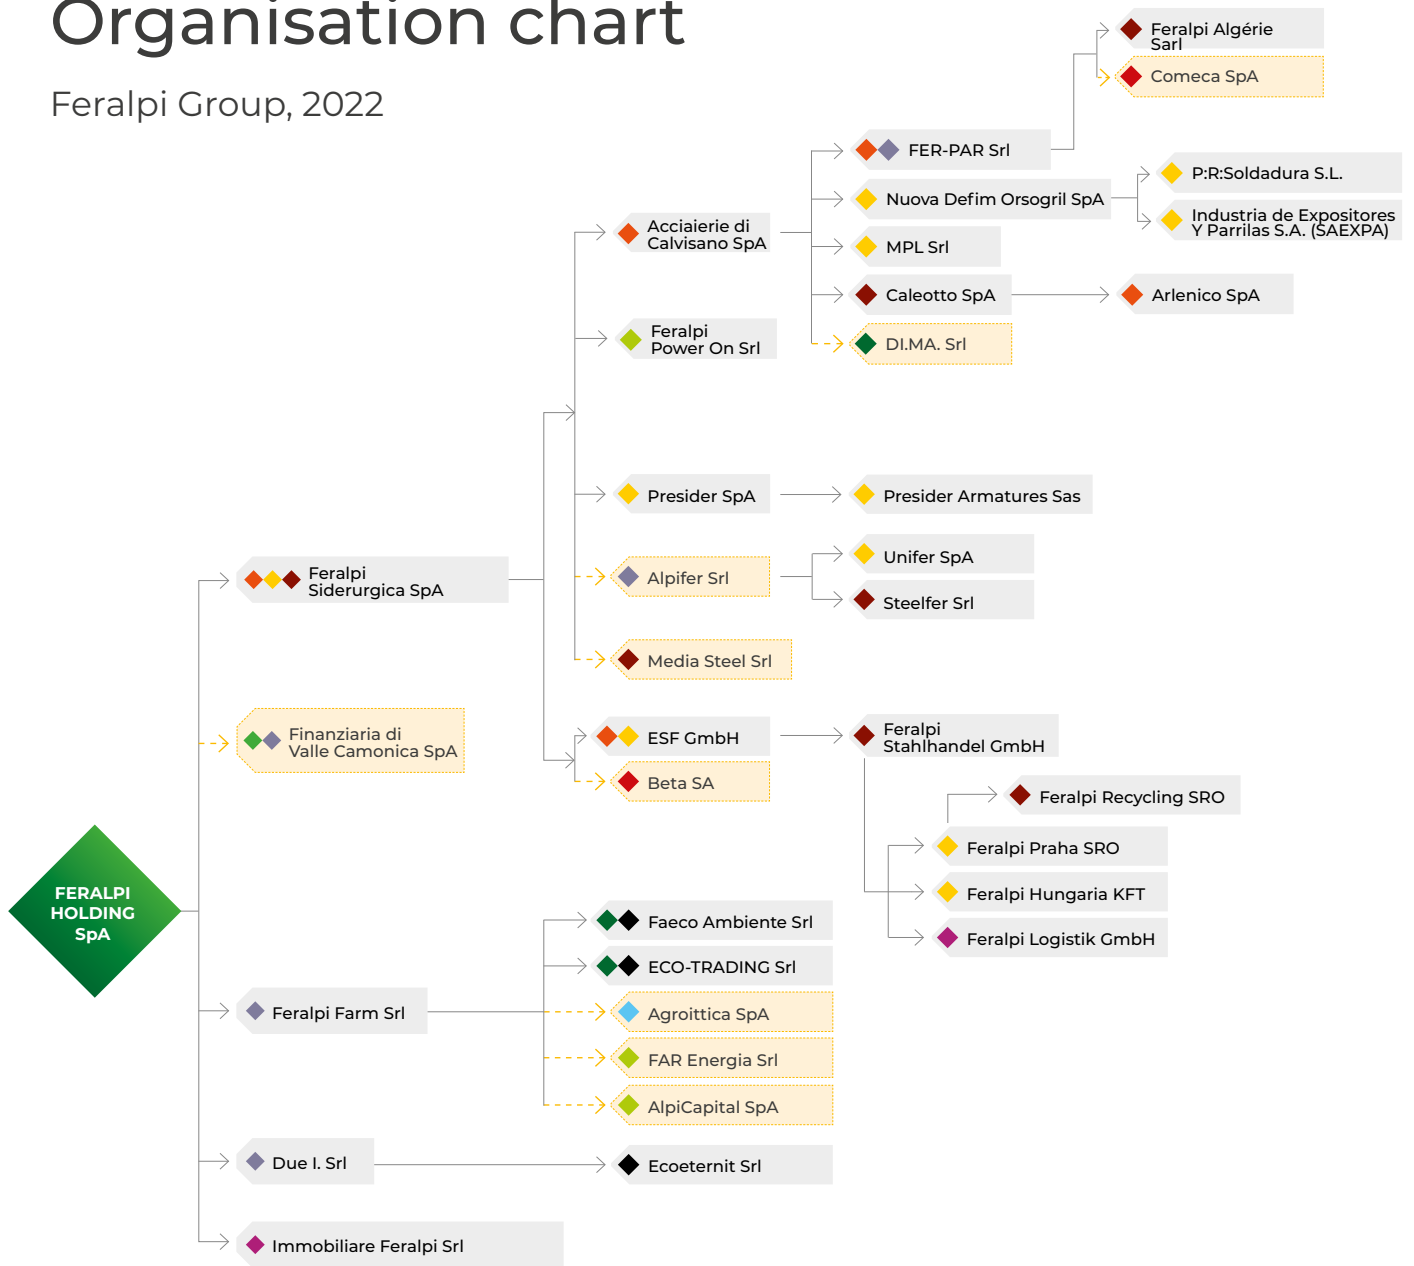 Organisation chart
Feralpi Group, 2022
Feralpi Algérie
Sarl
Comeca SpA
FER-PAR Srl
P:R:Soldadura S.L.
Nuova Defim Orsogril SpA
Industria de Expositores
Y Parrilas S.A. (SAEXPA)
Acciaierie di
Calvisano SpA
MPL Srl
Caleotto SpA
Arlenico SpA
Feralpi
Power On Srl
DI.MA. Srl
Presider SpA
Presider Armatures Sas
Unifer SpA
Alpifer Srl
Steelfer Srl
Feralpi
Siderurgica SpA
Media Steel Srl
Finanziaria di
Valle Camonica SpA
ESF GmbH
Feralpi
Stahlhandel GmbH
Beta SA
Feralpi Recycling SRO
Feralpi Praha SRO
Feralpi Hungaria KFT
Feralpi Logistik GmbH
FERALPI
HOLDING
SpA
Faeco Ambiente Srl
ECO-TRADING Srl
Feralpi Farm Srl
Agroittica SpA
FAR Energia Srl
AlpiCapital SpA
Due I. Srl
Ecoeternit Srl
Immobiliare Feralpi Srl